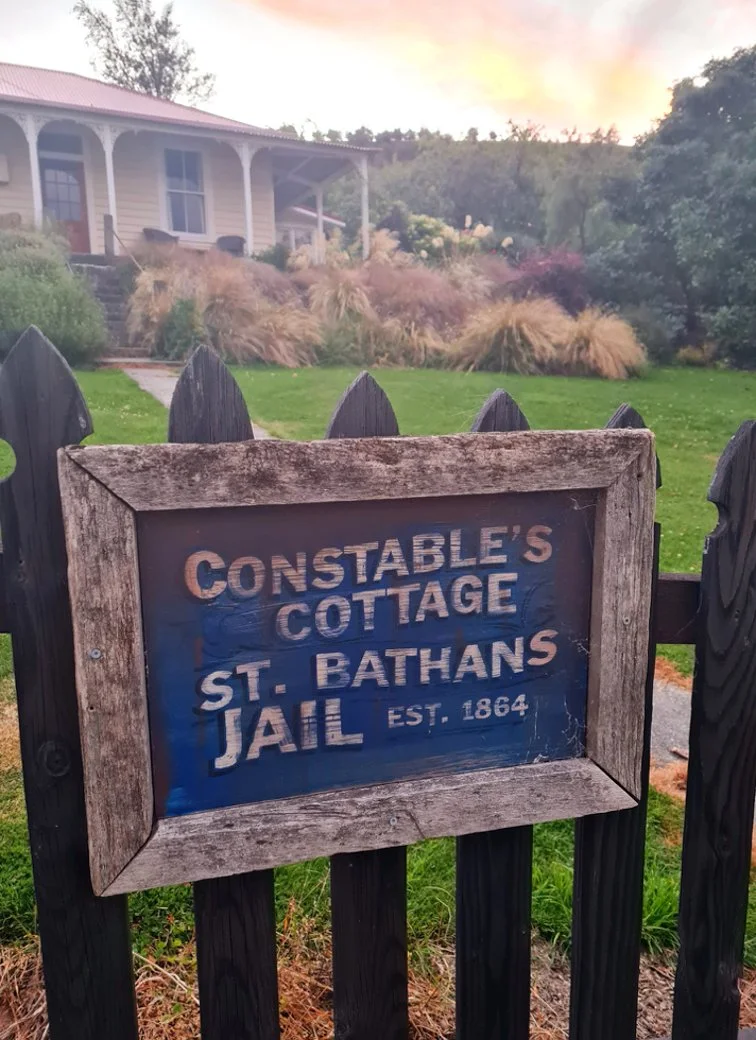 CONSTABLE'S
COTTAGE
ST. BATHANS
JAIL EST. 1864